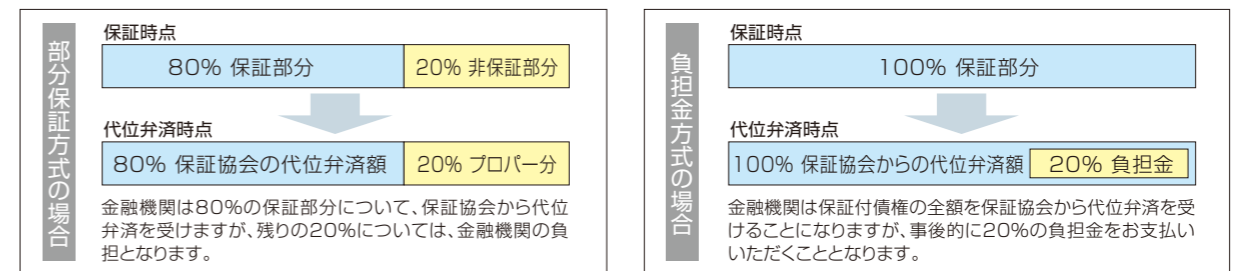 部分保証方式の場合
保証時点
80% 保証部分
20% 非保証部分
代位弁済時点
80% 保証協会の代位弁済額
20% プロパー分
金融機関は80%の保証部分について、保証協会から代位
弁済を受けますが、残りの20%については、金融機関の負
担となります。
負担金方式の場合
保証時点
100% 保証部分
代位弁済時点
100% 保証協会からの代位弁済額
20% 負担金
金融機関は保証付債権の全額を保証協会から代位弁済を受
けることになりますが、事後的に20%の負担金をお支払い
いただくこととなります。